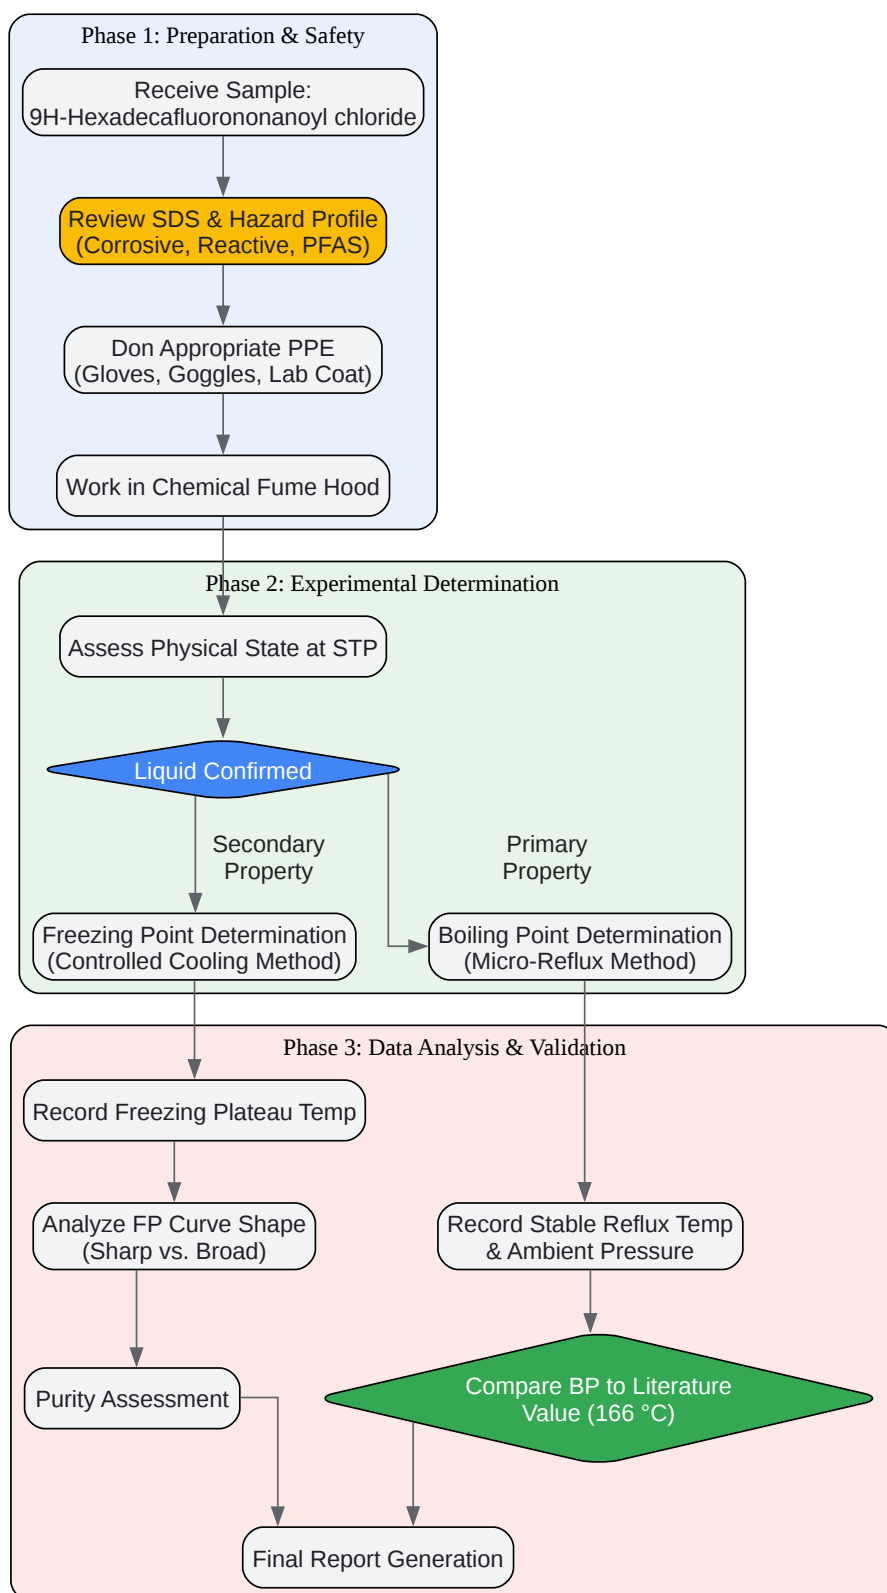 Phase 1: Preparation & Safety
Receive Sample:
9H-Hexadecafluorononanoyl chloride
Review SDS & Hazard Profile
(Corrosive, Reactive, PFAS)
Don Appropriate PPE
(Gloves, Goggles, Lab Coat)
Work in Chemical Fume Hood
Phase 2: Experimental Determination
Assess Physical State at STP
Liquid Confirmed
Secondary
Property
Primary
Property
Freezing Point Determination
(Controlled Cooling Method)
Boiling Point Determination
(Micro-Reflux Method)
Phase 3: Data Analysis & Validation
Record Freezing Plateau Temp
Analyze FP Curve Shape
(Sharp vs. Broad)
Record Stable Reflux Temp
& Ambient Pressure
Purity Assessment
Compare BP to Literature
Value (166 °C)
Final Report Generation